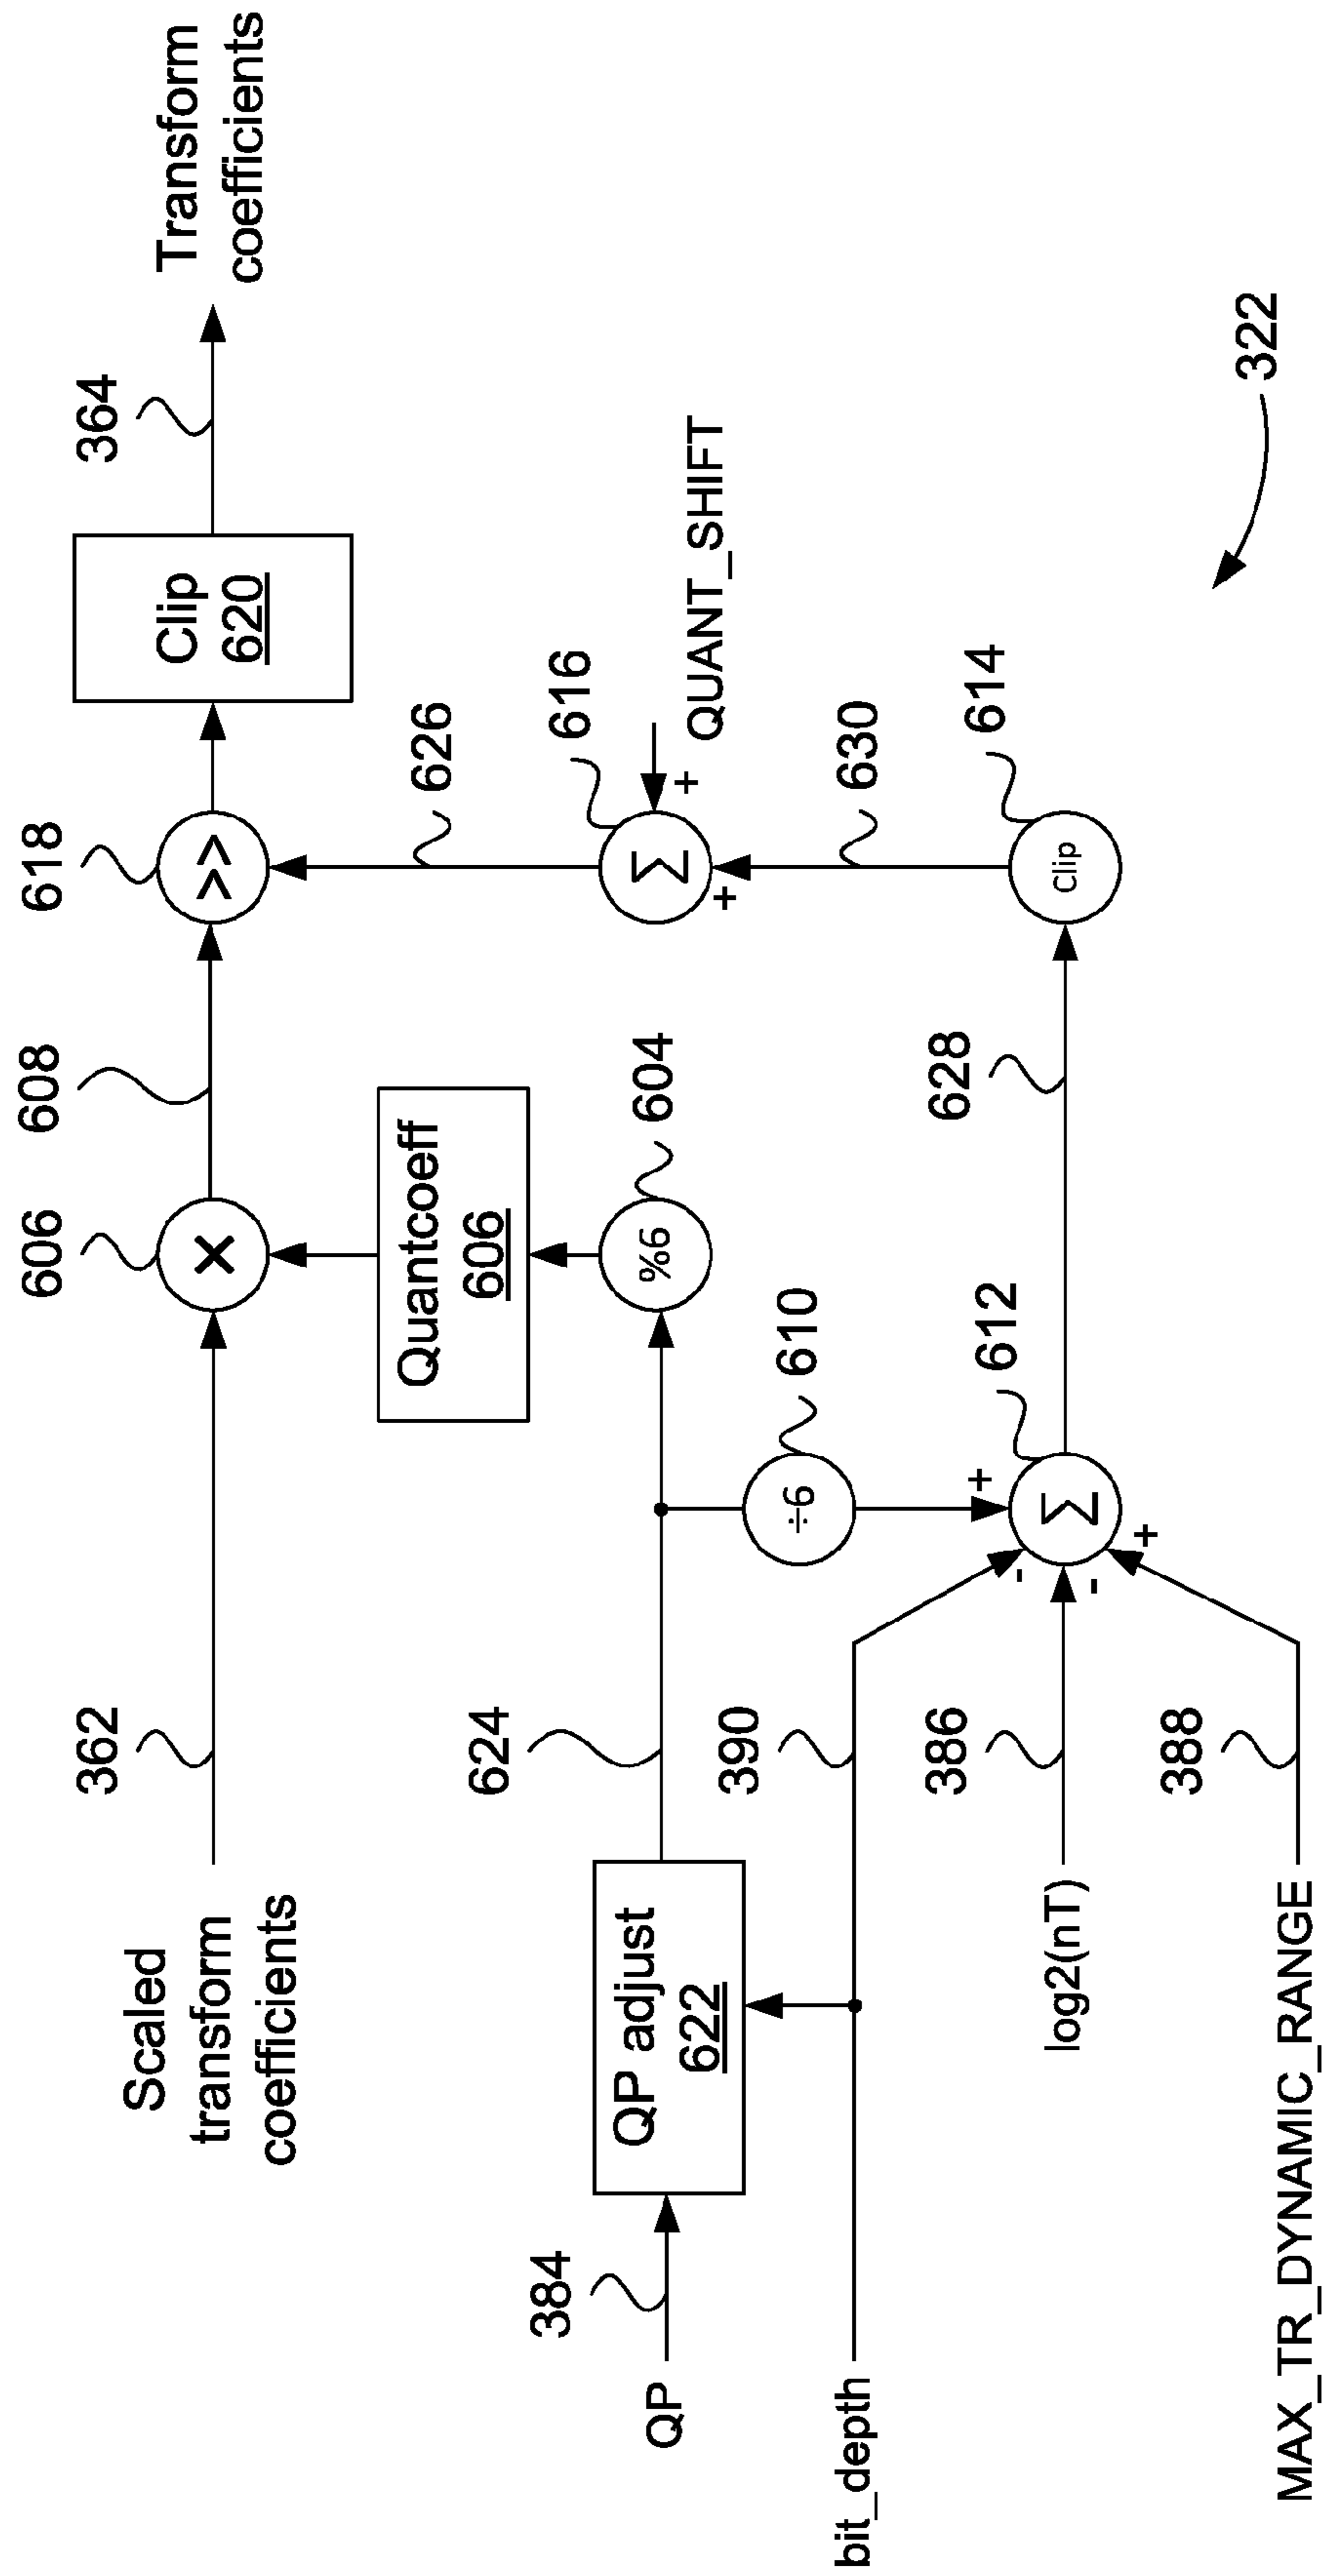 Scaled
transform
coefficients
362
606
608
618
Clip
620
364
Transform
coefficients
×
>>
Quantcoeff
606
626
616
Σ
+
+
QUANT_SHIFT
QP
384
QP adjust
622
624
%6
604
÷6
610
630
bit_depth
390
log2(nT)
386
MAX_TR_DYNAMIC_RANGE
388
Σ
+
-
-
+
612
628
Clip
614
322